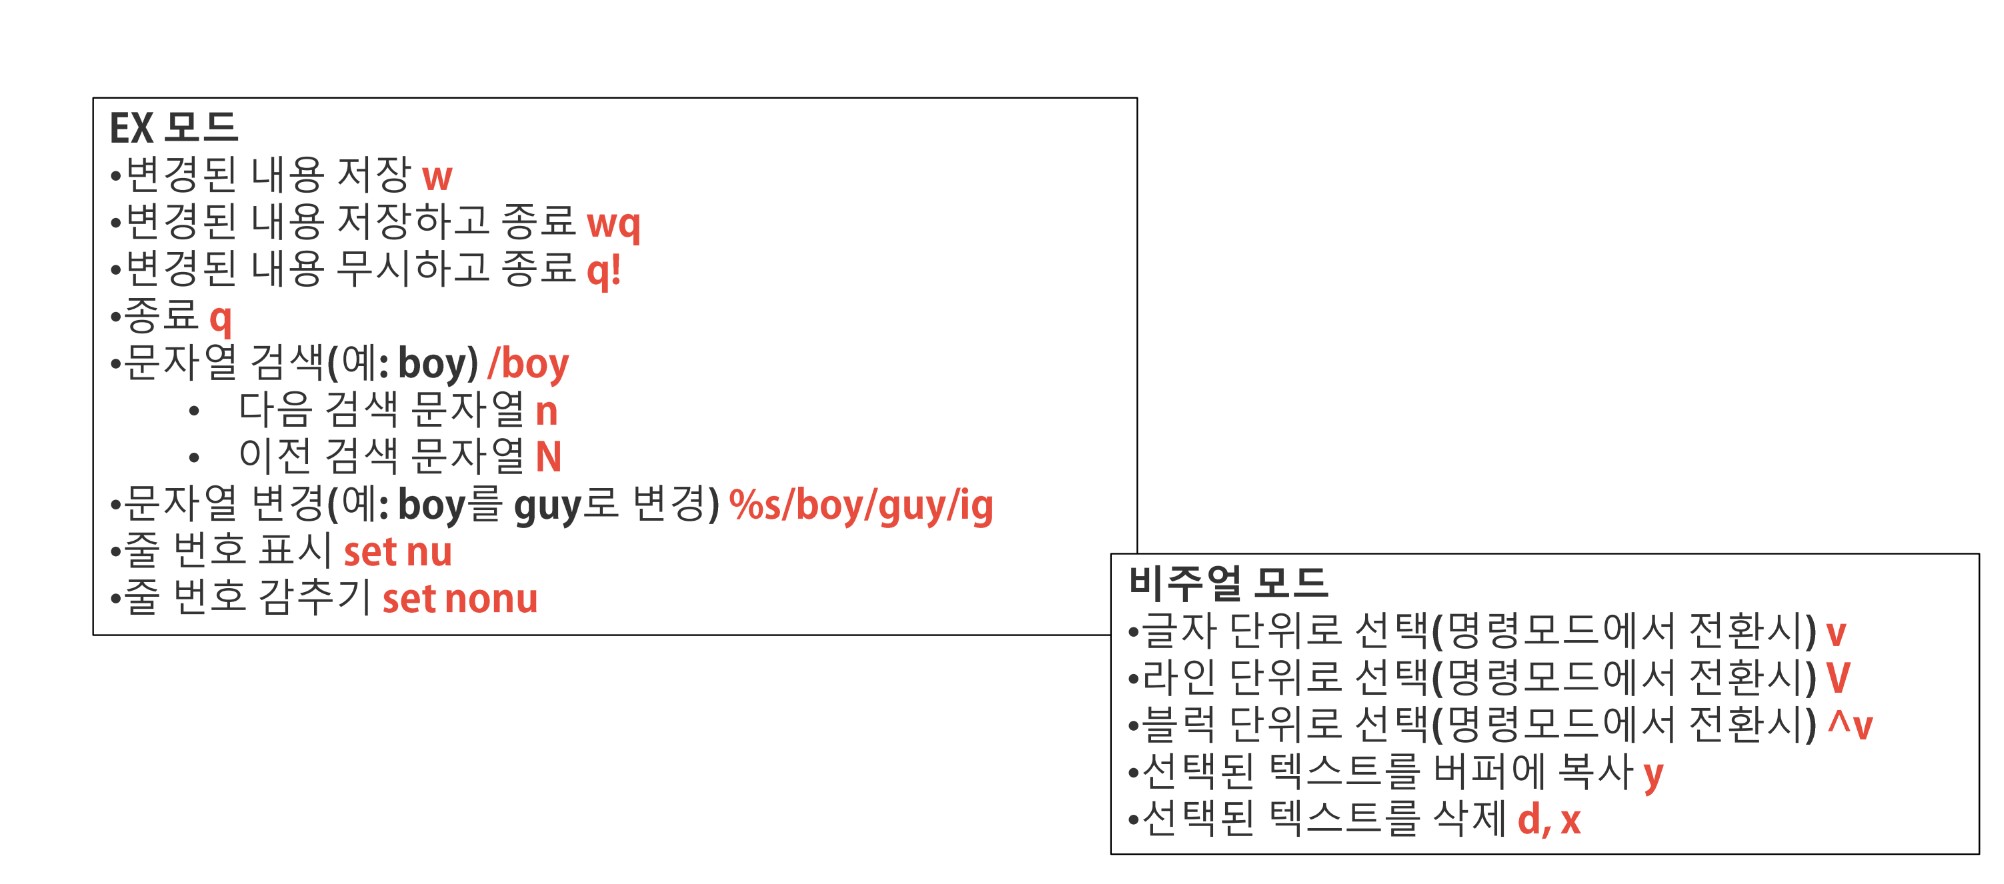 EX 모드
•변경된 내용 저장 w
•변경된 내용 저장하고 종료 wq
•변경된 내용 무시하고 종료 q!
•종료 q
•문자열 검색(예: boy) /boy
• 다음 검색 문자열 n
• 이전 검색 문자열 N
•문자열 변경(예: boy를 guy로 변경) %s/boy/guy/ig
•줄 번호 표시 set nu
•줄 번호 감추기 set nonu
비주얼 모드
•글자 단위로 선택(명령모드에서 전환시) v
•라인 단위로 선택(명령모드에서 전환시) V
•블럭 단위로 선택(명령모드에서 전환시) ^v
•선택된 텍스트를 버퍼에 복사 y
•선택된 텍스트를 삭제 d, x